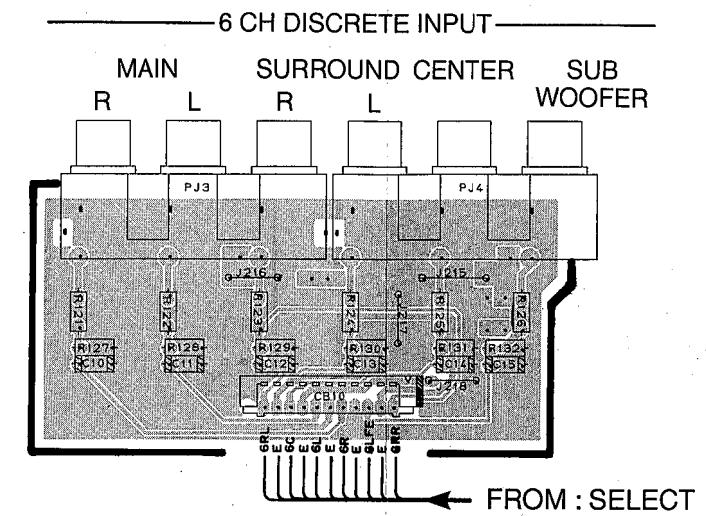 6 CH DISCRETE INPUT
MAIN SURROUND CENTER SUB
R L R L WOOFER
PJ3 PJ4
J216 J215
R121 R122 R123 R124 J217 R125 R126
R127 R128 R129 R130 R131 R132
C10 C11 C12 C13 C14 C15
J218
CB10
6RL E 6C E 6L E 6R E 6LFE E 6RR
FROM : SELECT